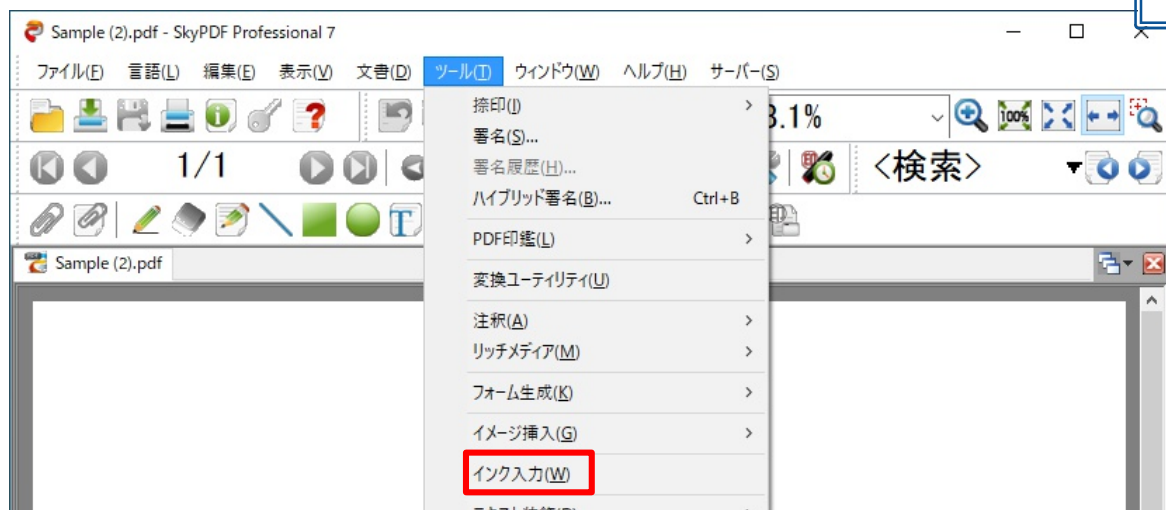 Sample (2).pdf - SkyPDF Professional 7
ファイル(F) 言語(L) 編集(E) 表示(V) 文書(D) ツール(T) ウィンドウ(W) ヘルプ(H) サーバー(S)
捺印(I)
3.1%
100%
署名(S)...
1/1
署名履歴(H)...
<検索>
ハイブリッド署名(B)... Ctrl+B
T
PDF印鑑(L)
Sample (2).pdf
変換ユーティリティ(U)
注釈(A)
リッチメディア(M)
フォーム生成(K)
イメージ挿入(G)
インク入力(W)